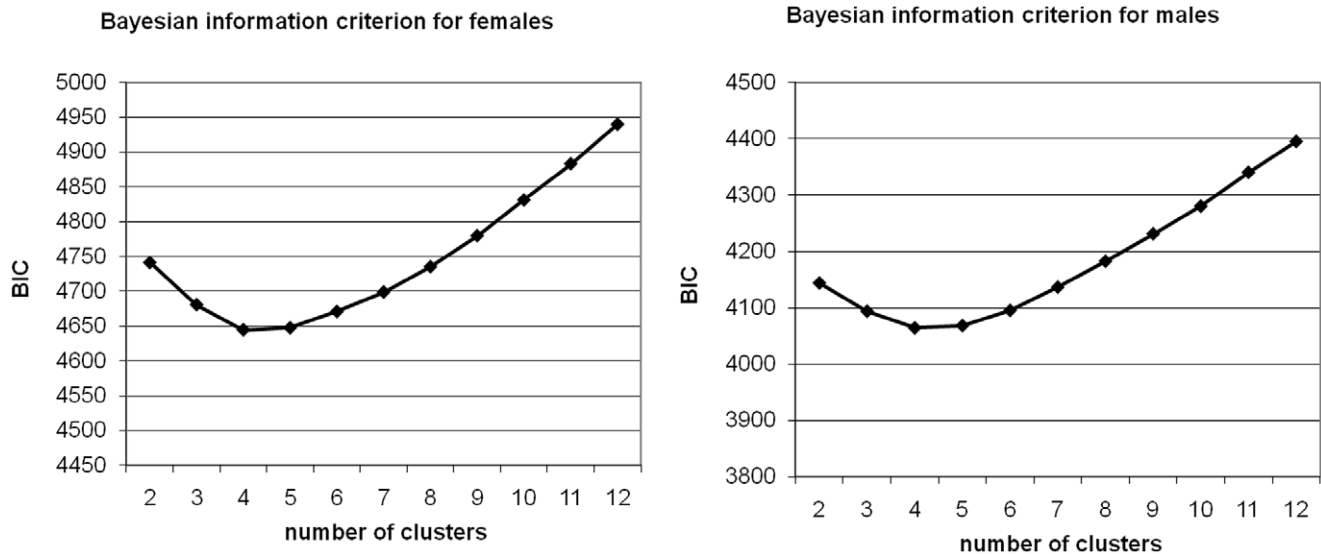 Bayesian information criterion for females
5000
4950
4900
4850
4800
4750
4700
4650
4600
4550
4500
4450
BIC
2 3 4 5 6 7 8 9 10 11 12
number of clusters
Bayesian information criterion for males
4500
4400
4300
4200
4100
4000
3900
3800
BIC
2 3 4 5 6 7 8 9 10 11 12
number of clusters